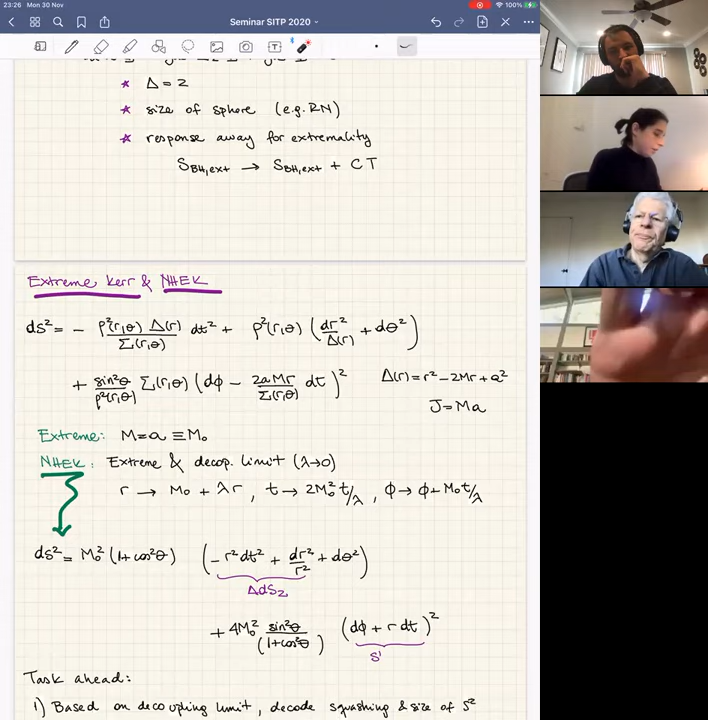 23:26 Mon 30 Nov
100%
Seminar SITP 2020
* Δ = 2
* size of sphere (e.g. RN)
* response away for extremality
S_BH,ext → S_BH,ext + C T
Extreme Kerr & NHEK
ds² = - ρ²(r,θ) Δ(r) / Σ(r,θ) dt² + ρ²(r,θ) (dr²/Δ(r) + dθ²)
+ sin²θ/ρ²(r,θ) Σ(r,θ) (dφ - 2aMr/Σ(r,θ) dt)² Δ(r) = r² - 2Mr + a²
J = Ma
Extreme: M = a ≡ M₀
NHEK: Extreme & decop. limit (λ→0)
r → M₀ + λr, t → 2M₀² t/λ, φ → φ + M₀ t/λ
ds² = M₀² (1+cos²θ) (-r²dt² + dr²/r² + dθ²)
AdS₂
+ 4M₀² sin²θ/(1+cos²θ) (dφ + r dt)²
S¹
Task ahead:
1) Based on decoupling limit, decode squashing & size of S²